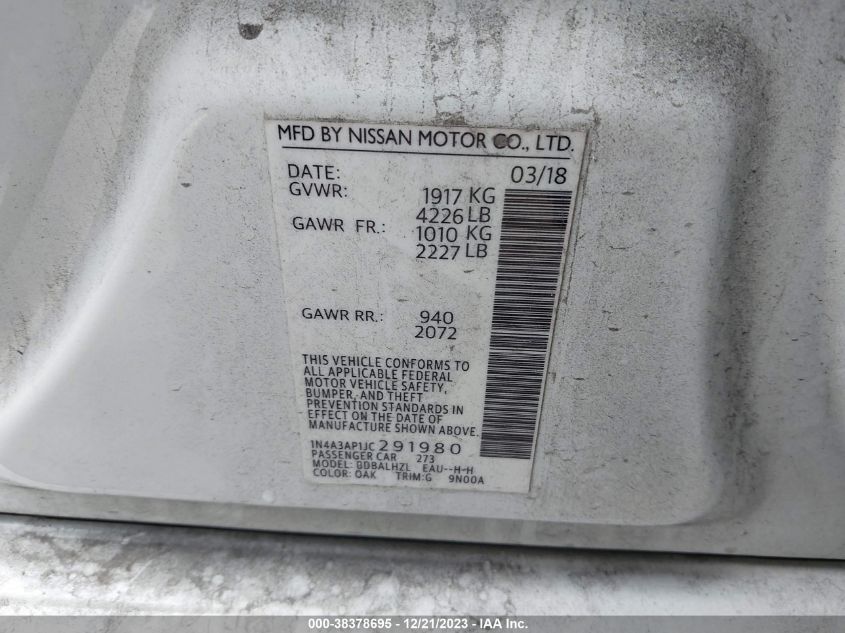 MFD BY NISSAN MOTOR CO., LTD.
DATE: 03/18
GVWR: 1917 KG
4226 LB
GAWR FR.: 1010 KG
2227 LB
GAWR RR.: 940
2072
THIS VEHICLE CONFORMS TO
ALL APPLICABLE FEDERAL
MOTOR VEHICLE SAFETY,
BUMPER, AND THEFT
PREVENTION STANDARDS IN
EFFECT ON THE DATE OF
MANUFACTURE SHOWN ABOVE.
1N4A3AP1JC 291980
PASSENGER CAR 273
MODEL: BDBALHZL EAU--H-H
COLOR: OAK TRIM:G 9N00A
000-38378695 - 12/21/2023 - IAA Inc.